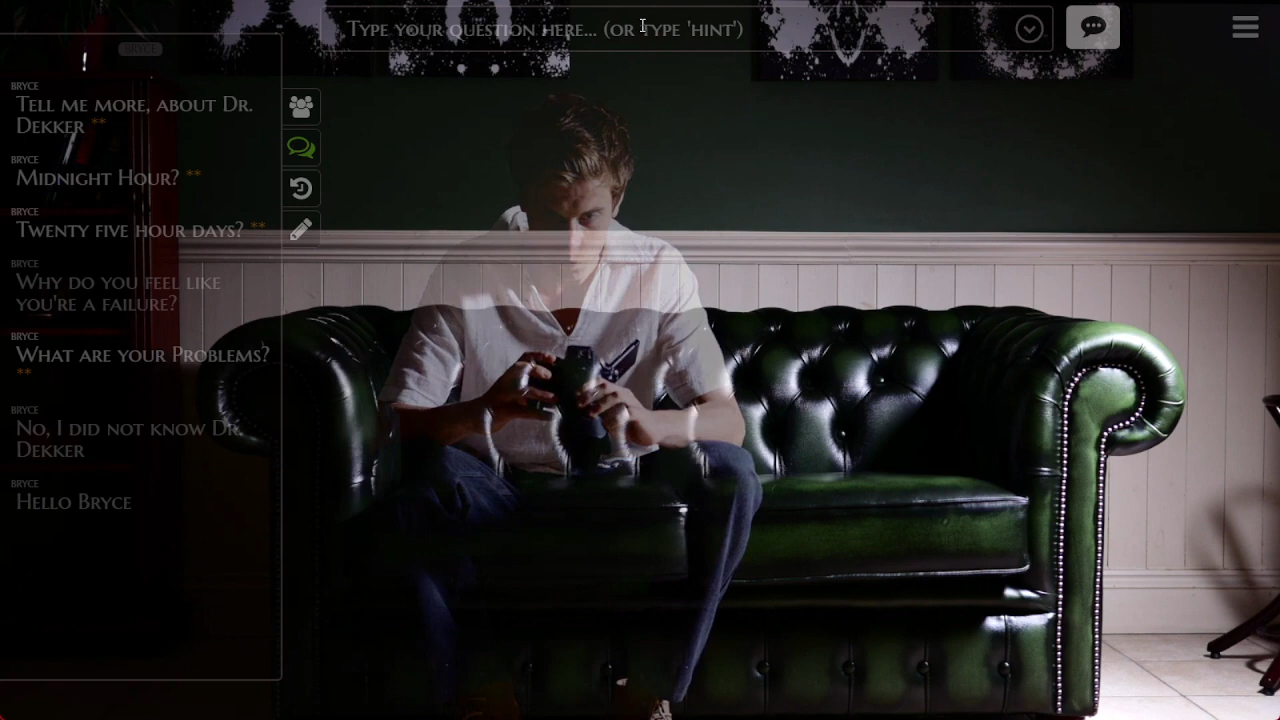 Type your question here... (or type 'hint')
BRYCE
BRYCE
Tell me more, about Dr.
Dekker **
BRYCE
Midnight Hour? **
BRYCE
Twenty five hour days? **
BRYCE
Why do you feel like
you're a failure?
BRYCE
What are your Problems?
**
BRYCE
No, I did not know Dr.
Dekker
BRYCE
Hello Bryce